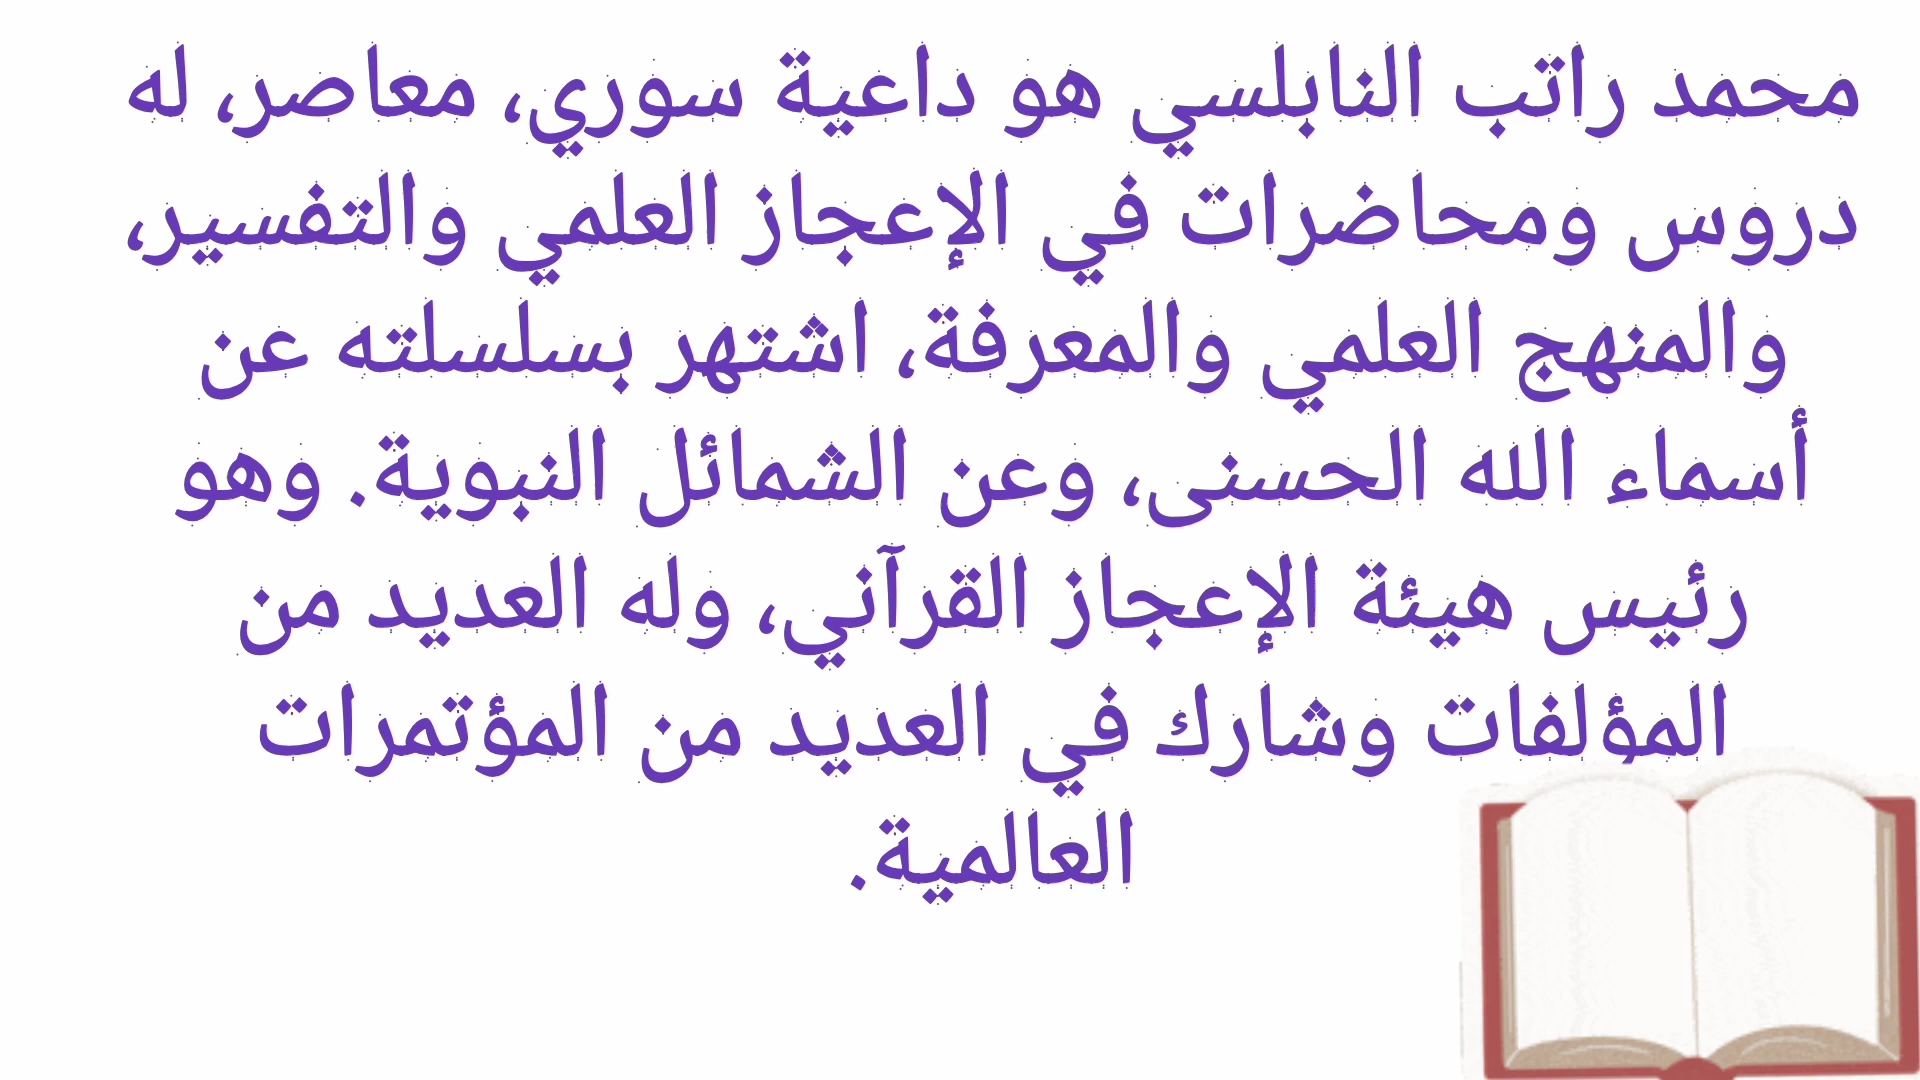 محمد راتب النابلسي هو داعية سوري، معاصر، له
دروس ومحاضرات في الإعجاز العلمي والتفسير،
والمنهج العلمي والمعرفة، اشتهر بسلسلته عن
أسماء الله الحسنى، وعن الشمائل النبوية. وهو
رئيس هيئة الإعجاز القرآني، وله العديد من
المؤلفات وشارك في العديد من المؤتمرات
العالمية.